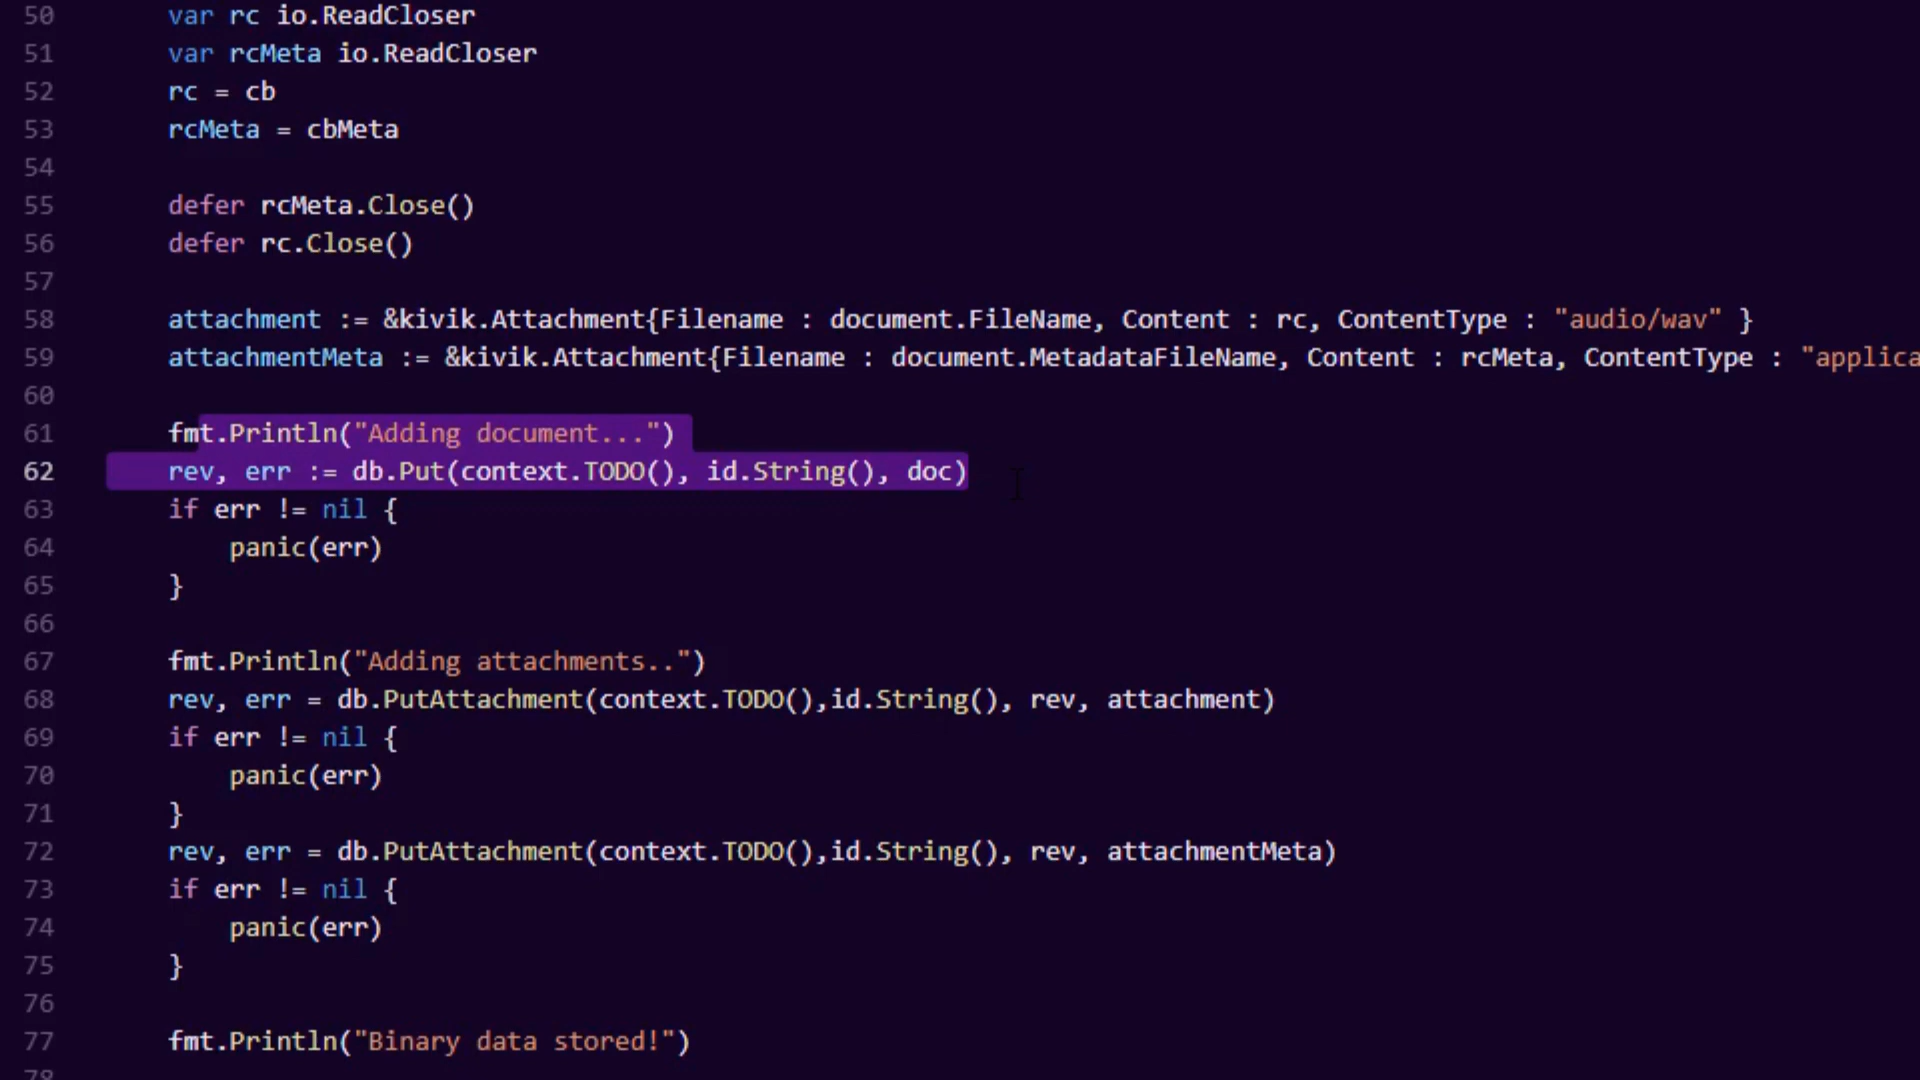 50 var rc io.ReadCloser
51 var rcMeta io.ReadCloser
52 rc = cb
53 rcMeta = cbMeta
54
55 defer rcMeta.Close()
56 defer rc.Close()
57
58 attachment := &kivik.Attachment{Filename : document.FileName, Content : rc, ContentType : "audio/wav" }
59 attachmentMeta := &kivik.Attachment{Filename : document.MetadataFileName, Content : rcMeta, ContentType : "applica
60
61 fmt.Println("Adding document...")
62 rev, err := db.Put(context.TODO(), id.String(), doc)
63 if err != nil {
64 panic(err)
65 }
66
67 fmt.Println("Adding attachments..")
68 rev, err = db.PutAttachment(context.TODO(),id.String(), rev, attachment)
69 if err != nil {
70 panic(err)
71 }
72 rev, err = db.PutAttachment(context.TODO(),id.String(), rev, attachmentMeta)
73 if err != nil {
74 panic(err)
75 }
76
77 fmt.Println("Binary data stored!")
78